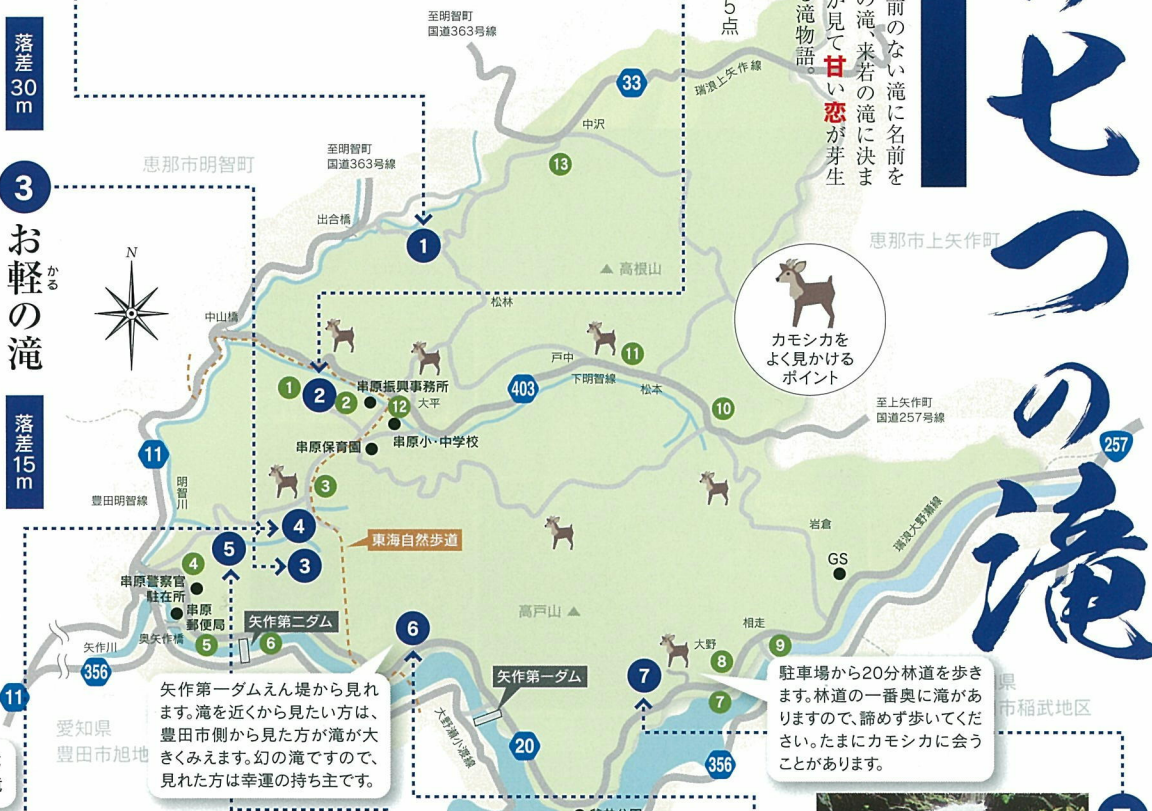 七つの滝
前のない滝に名前を
の滝、来若の滝に決ま
が見て甘い恋が芽生
滝物語。
5点
落差
30m
3
お軽の滝
かる
落差
15m
至明智町
国道363号線
33
瑞浪上矢作線
中沢
13
恵那市明智町
至明智町
国道363号線
出合橋
1
恵那市上矢作町
N
高根山
松林
中山橋
カモシカを
よく見かける
ポイント
戸中
11
下明智線
松本
403
1
2
2
串原振興事務所
12
大平
串原小・中学校
串原保育園
10
至上矢作町
国道257号線
257
11
明智川
豊田明智線
3
4
5
3
東海自然歩道
岩倉
瑞浪大野瀬線
GS
4
串原警察官
駐在所
串原
郵便局
奥矢作橋
5
矢作第二ダム
6
高戸山
6
矢作川
356
11
相走
大野
8
9
7
7
矢作第一ダム
大野瀬小渡線
20
356
愛知県
豊田市旭地
県
市稲武地区
矢作第一ダムえん堤から見れ
ます。滝を近くから見たい方は、
豊田市側から見た方が滝が大
きくみえます。幻の滝ですので、
見れた方は幸運の持ち主です。
駐車場から20分林道を歩き
ます。林道の一番奥に滝があ
りますので、諦めず歩いてくだ
さい。たまにカモシカに会う
ことがあります。